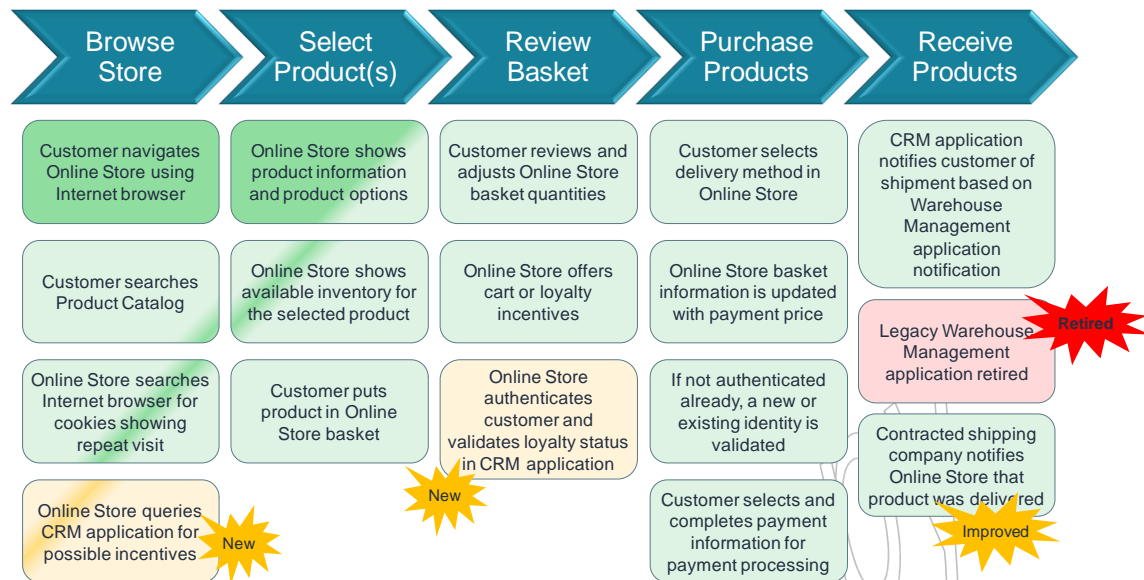 Browse
Store
Select
Product(s)
Review
Basket
Purchase
Products
Receive
Products
Customer navigates
Online Store using
Internet browser
Customer searches
Product Catalog
Online Store searches
Internet browser for
cookies showing
repeat visit
Online Store queries
CRM application for
possible incentives
New
Online Store shows
product information
and product options
Online Store shows
available inventory for
the selected product
Customer puts
product in Online
Store basket
Customer reviews and
adjusts Online Store
basket quantities
Online Store offers
cart or loyalty
incentives
Online Store
authenticates
customer and
validates loyalty status
in CRM application
New
Customer selects
delivery method in
Online Store
Online Store basket
information is updated
with payment price
If not authenticated
already, a new or
existing identity is
validated
Customer selects and
completes payment
information for
payment processing
CRM application
notifies customer of
shipment based on
Warehouse
Management
application
notification
Legacy Warehouse
Management
application retired
Retired
Contracted shipping
company notifies
Online Store that
product was delivered
Improved